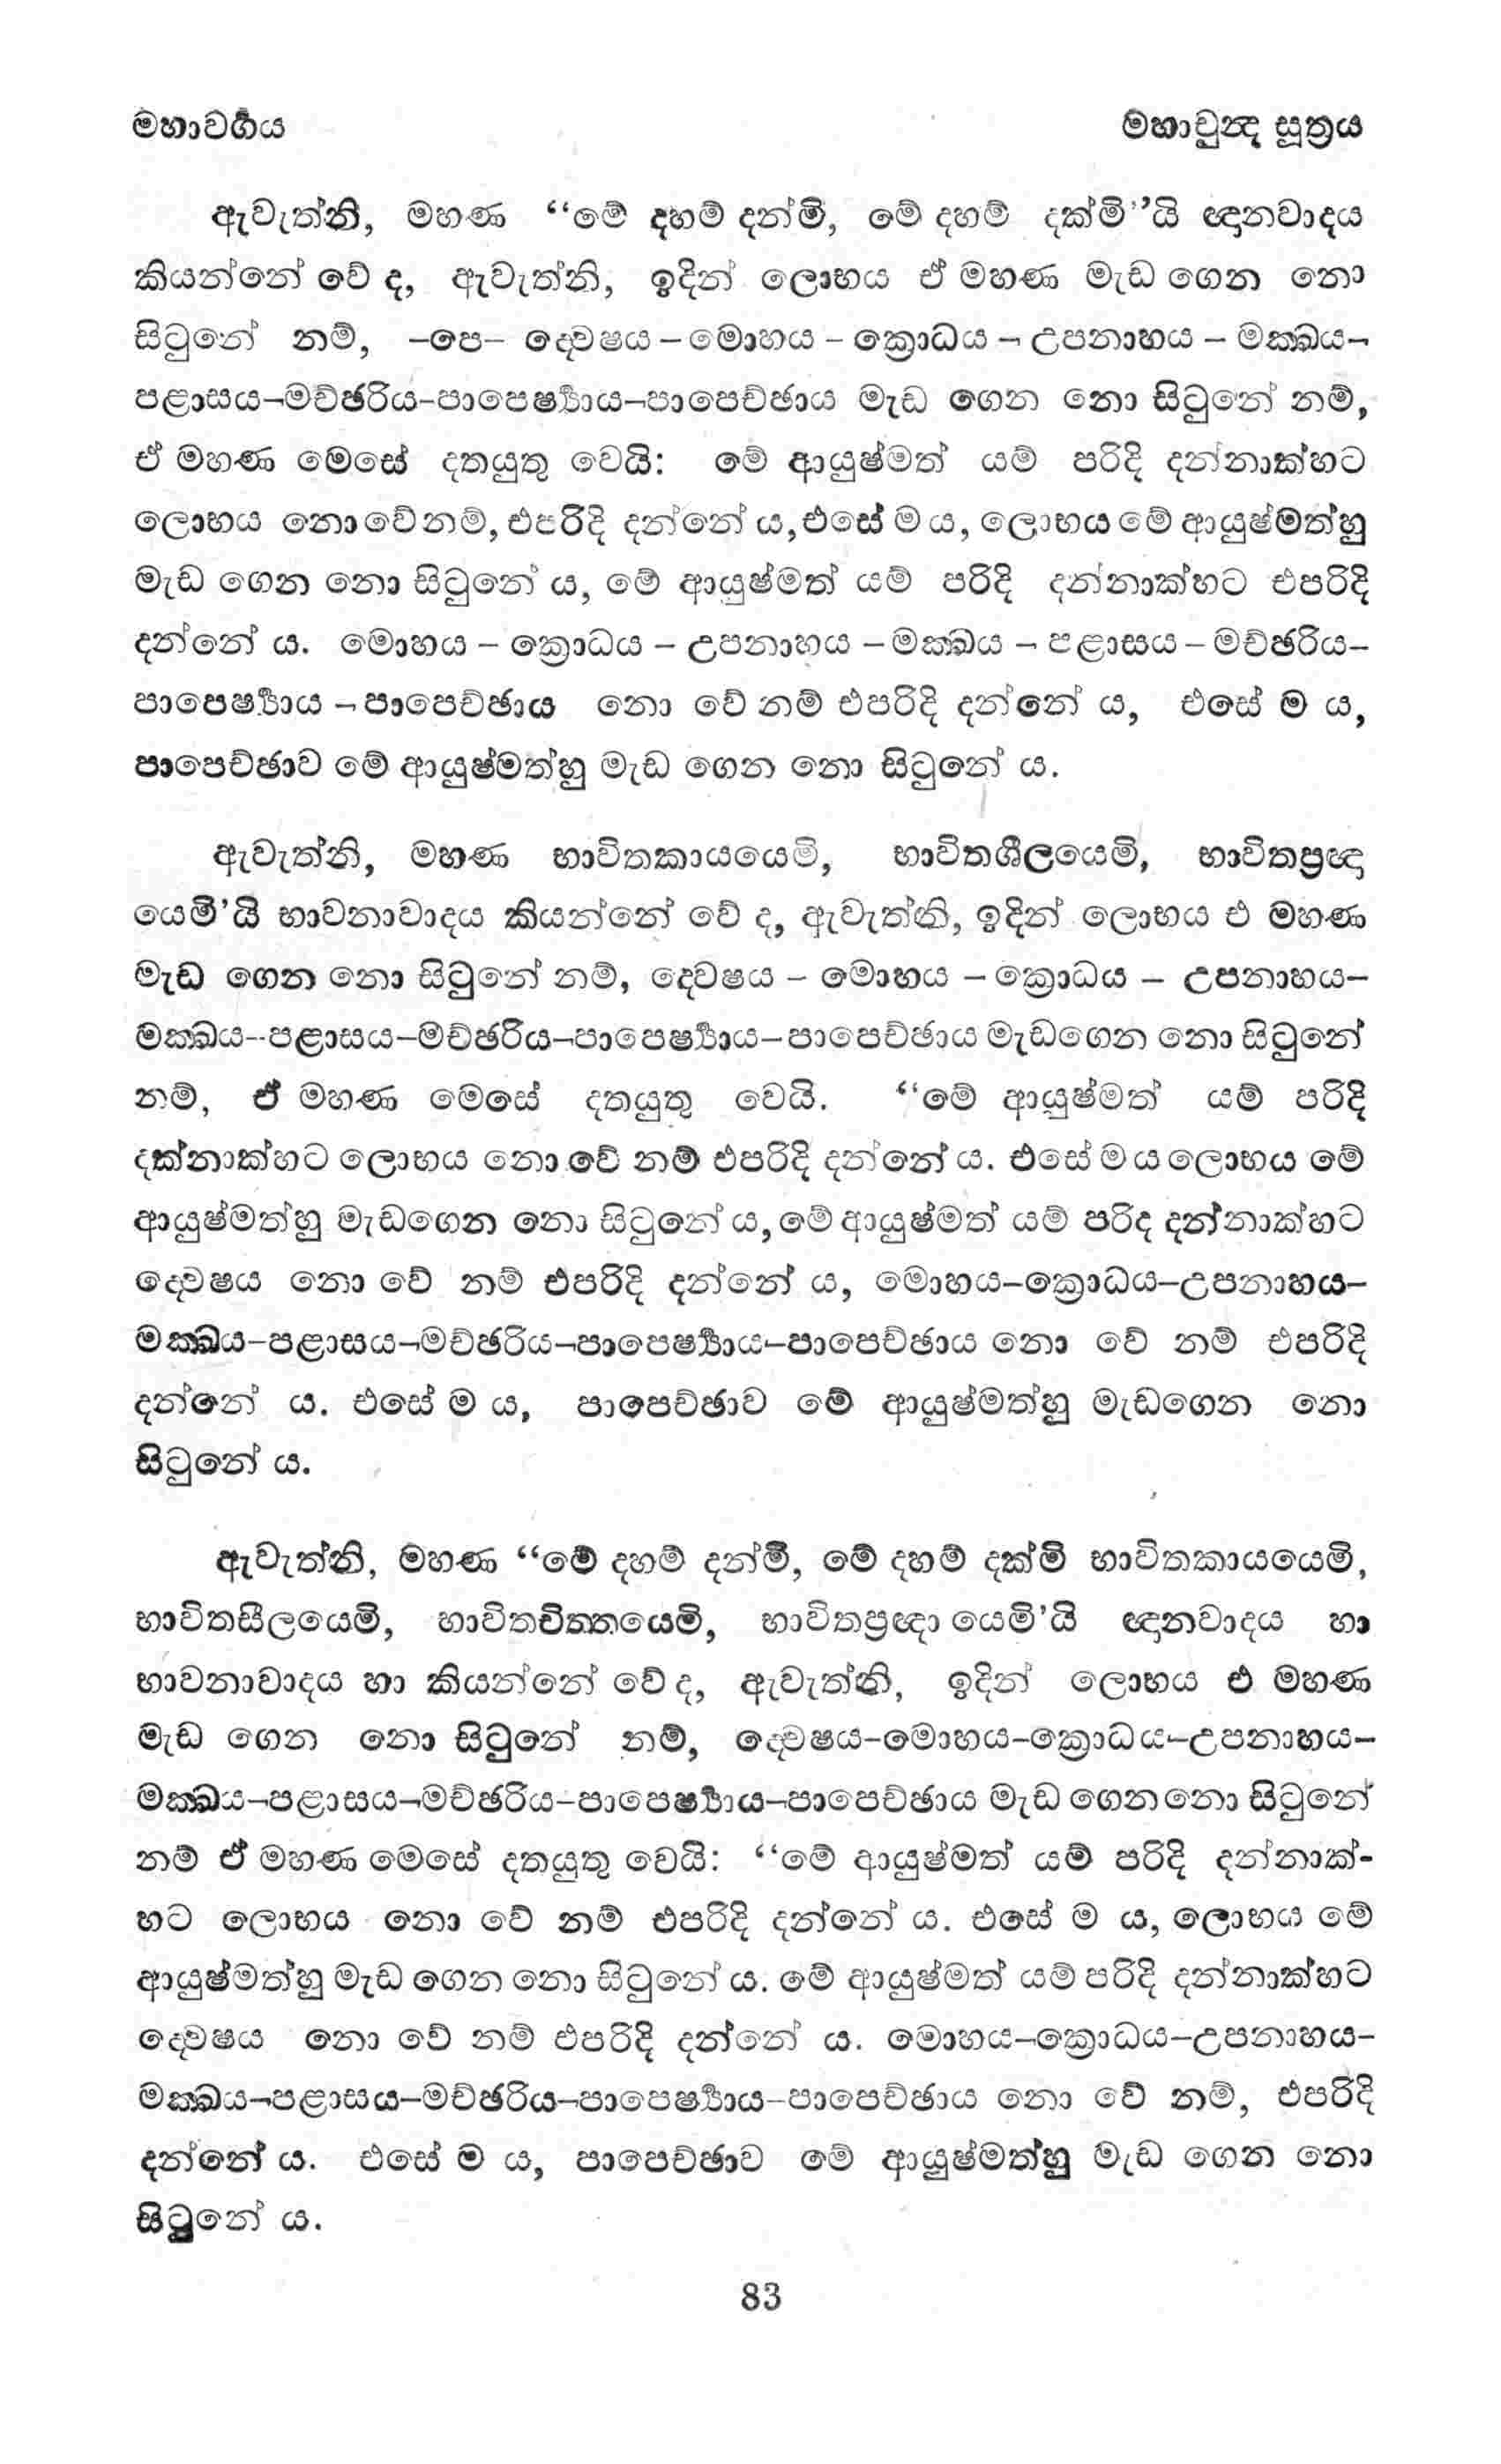 මහාවර්‍ගය මහාචුන්‍ද සූත්‍රය
ඇවැත්නි, මහණ “මේ දහම් දන්මි, මේ දහම් දක්මි”යි ඥානවාදය
කියන්නේ වේ ද, ඇවැත්නි, ඉදින් ලොභය ඒ මහණ මැඩ ගෙන නො
සිටුනේ නම්, –පෙ– ද්‍වෙෂය – මොහය – ක්‍රොධය – උපනාහය – මක්‍ඛය–
පළාසය–මච්ඡරිය–පාපෙර්‍ෂ්‍යාය–පාපෙච්ඡාය මැඩ ගෙන නො සිටුනේ නම්,
ඒ මහණ මෙසේ දතයුතු වෙයි: මේ ආයුෂ්මත් යම් පරිදි දන්නාක්හට
ලොභය නො වේනම්, එපරිදි දන්නේ ය, එසේ ම ය, ලොභය මේ ආයුෂ්මත්හු
මැඩ ගෙන නො සිටුනේ ය, මේ ආයුෂ්මත් යම් පරිදි දන්නාක්හට එපරිදි
දන්නේ ය. මොහය – ක්‍රොධය – උපනාහය – මක්‍ඛය – පළාසය – මච්ඡරිය–
පාපෙර්‍ෂ්‍යාය – පාපෙච්ඡාය නො වේ නම් එපරිදි දන්නේ ය, එසේ ම ය,
පාපෙච්ඡාව මේ ආයුෂ්මත්හු මැඩ ගෙන නො සිටුනේ ය.
ඇවැත්නි, මහණ භාවිතකායයෙමි, භාවිතශීලයෙමි, භාවිතප්‍රඥා
යෙමි’යි භාවනාවාදය කියන්නේ වේ ද, ඇවැත්නි, ඉදින් ලොභය එ මහණ
මැඩ ගෙන නො සිටුනේ නම්, ද්‍වෙෂය – මොහය – ක්‍රොධය – උපනාහය–
මක්‍ඛය--පළාසය–මච්ඡරිය–පාපෙර්‍ෂ්‍යාය–පාපෙච්ඡාය මැඩගෙන නො සිටුනේ
නම්, ඒ මහණ මෙසේ දතයුතු වෙයි. “මේ ආයුෂ්මත් යම් පරිදි
දක්නාක්හට ලොභය නො වේ නම් එපරිදි දන්නේ ය. එසේ ම ය ලොභය මේ
ආයුෂ්මත්හු මැඩගෙන නො සිටුනේ ය, මේ ආයුෂ්මත් යම් පරිද දන්නාක්හට
ද්‍වෙෂය නො වේ නම් එපරිදි දන්නේ ය, මොහය–ක්‍රොධය–උපනාහය–
මක්‍ඛය–පළාසය–මච්ඡරිය–පාපෙර්‍ෂ්‍යාය–පාපෙච්ඡාය නො වේ නම් එපරිදි
දන්නේ ය. එසේ ම ය, පාපෙච්ඡාව මේ ආයුෂ්මත්හු මැඩගෙන නො
සිටුනේ ය.
ඇවැත්නි, මහණ “මේ දහම් දන්මි, මේ දහම් දක්මි භාවිතකායයෙමි,
භාවිතසීලයෙමි, භාවිතචිත්‍තයෙමි, භාවිතප්‍රඥා යෙමි’යි ඥානවාදය හා
භාවනාවාදය හා කියන්නේ වේ ද, ඇවැත්නි, ඉදින් ලොභය එ මහණ
මැඩ ගෙන නො සිටුනේ නම්, ද්‍වෙෂය–මොහය–ක්‍රොධය–උපනාහය–
මක්‍ඛය–පළාසය–මච්ඡරිය–පාපෙර්‍ෂ්‍යාය–පාපෙච්ඡාය මැඩ ගෙන නො සිටුනේ
නම් ඒ මහණ මෙසේ දතයුතු වෙයි: “මේ ආයුෂ්මත් යම් පරිදි දන්නාක්-
හට ලොභය නො වේ නම් එපරිදි දන්නේ ය. එසේ ම ය, ලොභය මේ
ආයුෂ්මත්හු මැඩ ගෙන නො සිටුනේ ය. මේ ආයුෂ්මත් යම් පරිදි දන්නාක්හට
ද්‍වෙෂය නො වේ නම් එපරිදි දන්නේ ය. මොහය–ක්‍රොධය–උපනාහය–
මක්‍ඛය–පළාසය–මච්ඡරිය–පාපෙර්‍ෂ්‍යාය–පාපෙච්ඡාය නො වේ නම්, එපරිදි
දන්නේ ය. එසේ ම ය, පාපෙච්ඡාව මේ ආයුෂ්මත්හු මැඩ ගෙන නො
සිටුනේ ය.
83